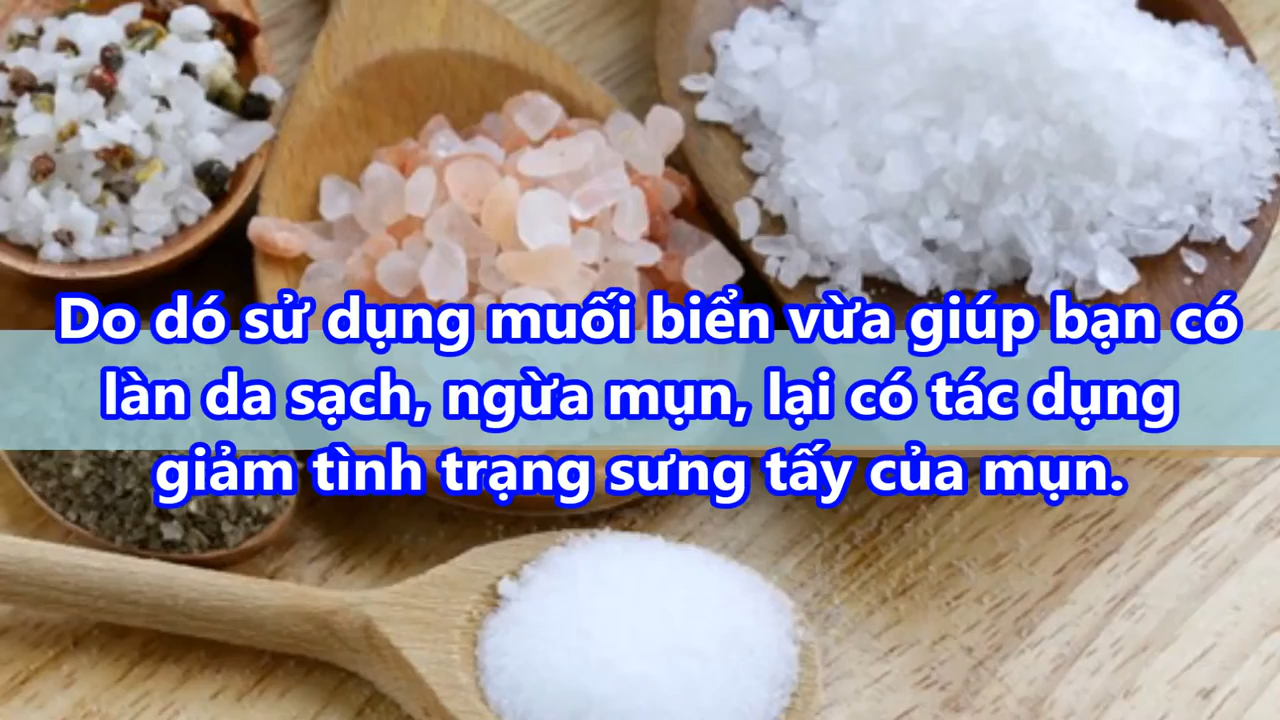 Do dó sử dụng muối biển vừa giúp bạn có
làn da sạch, ngừa mụn, lại có tác dụng
giảm tình trạng sưng tấy của mụn.